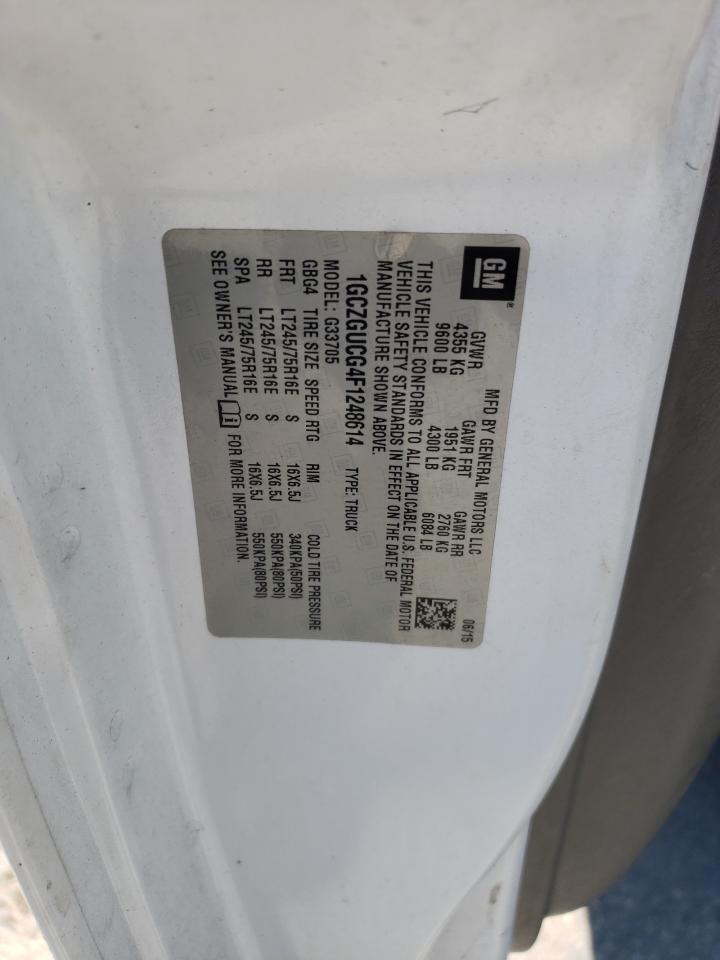 GM ®
MFD BY GENERAL MOTORS LLC 06/15
GVWR GAWR FRT GAWR RR
4355 KG 1951 KG 2760 KG
9600 LB 4300 LB 6084 LB
THIS VEHICLE CONFORMS TO ALL APPLICABLE U.S. FEDERAL MOTOR
VEHICLE SAFETY STANDARDS IN EFFECT ON THE DATE OF
MANUFACTURE SHOWN ABOVE.
1GCZGUCG4F1248614 TYPE: TRUCK
MODEL: G33705
GBG4 TIRE SIZE SPEED RTG RIM COLD TIRE PRESSURE
FRT LT245/75R16E S 16X6.5J 340KPA(50PSI)
RR LT245/75R16E S 16X6.5J 550KPA(80PSI)
SPA LT245/75R16E S 16X6.5J 550KPA(80PSI)
SEE OWNER'S MANUAL FOR MORE INFORMATION.